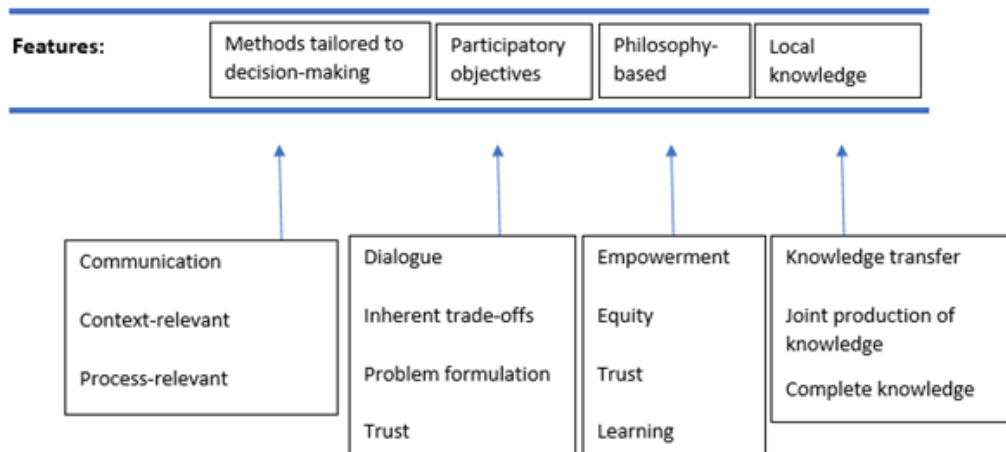 Features:
Methods tailored to
decision-making
Participatory
objectives
Philosophy-
based
Local
knowledge
Communication
Context-relevant
Process-relevant
Dialogue
Inherent trade-offs
Problem formulation
Trust
Empowerment
Equity
Trust
Learning
Knowledge transfer
Joint production of
knowledge
Complete knowledge